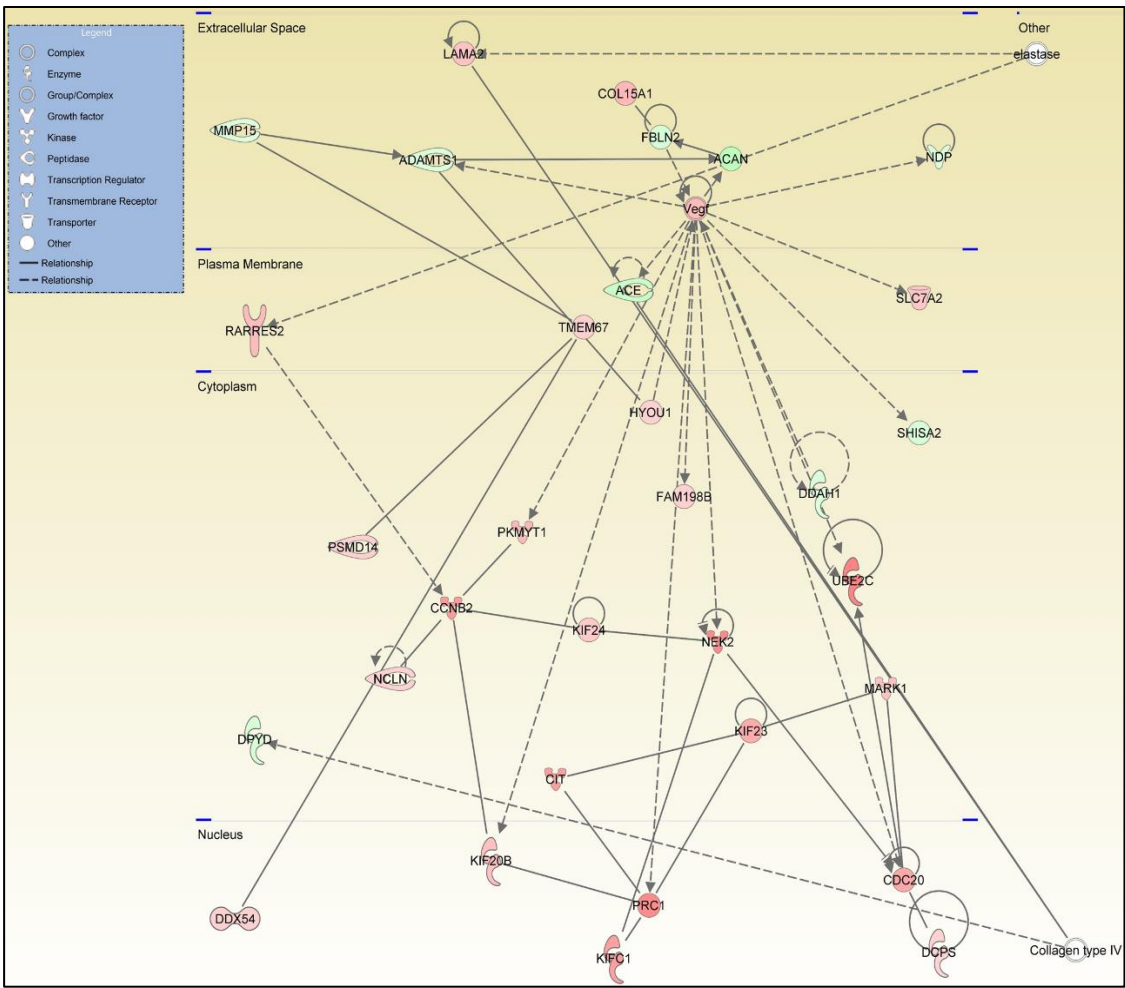 Legend
Complex
Enzyme
Group/Complex
Growth factor
Kinase
Peptidase
Transcription Regulator
Transmembrane Receptor
Transporter
Other
Relationship
Relationship
Extracellular Space
Other
LAMA2
elastase
COL15A1
MMP15
FBLN2
ADAMTS1
ACAN
NDP
Vegf
Plasma Membrane
ACE
SLC7A2
RARRES2
TMEM67
Cytoplasm
HYOU1
SHISA2
FAM198B
DDAH1
PKMYT1
PSMD14
UBE2C
CCNB2
KIF24
NEK2
NCLN
MARK1
KIF23
DPYD
CIT
Nucleus
KIF20B
CDC20
PRC1
DDX54
KIFC1
DCPS
Collagen type IV